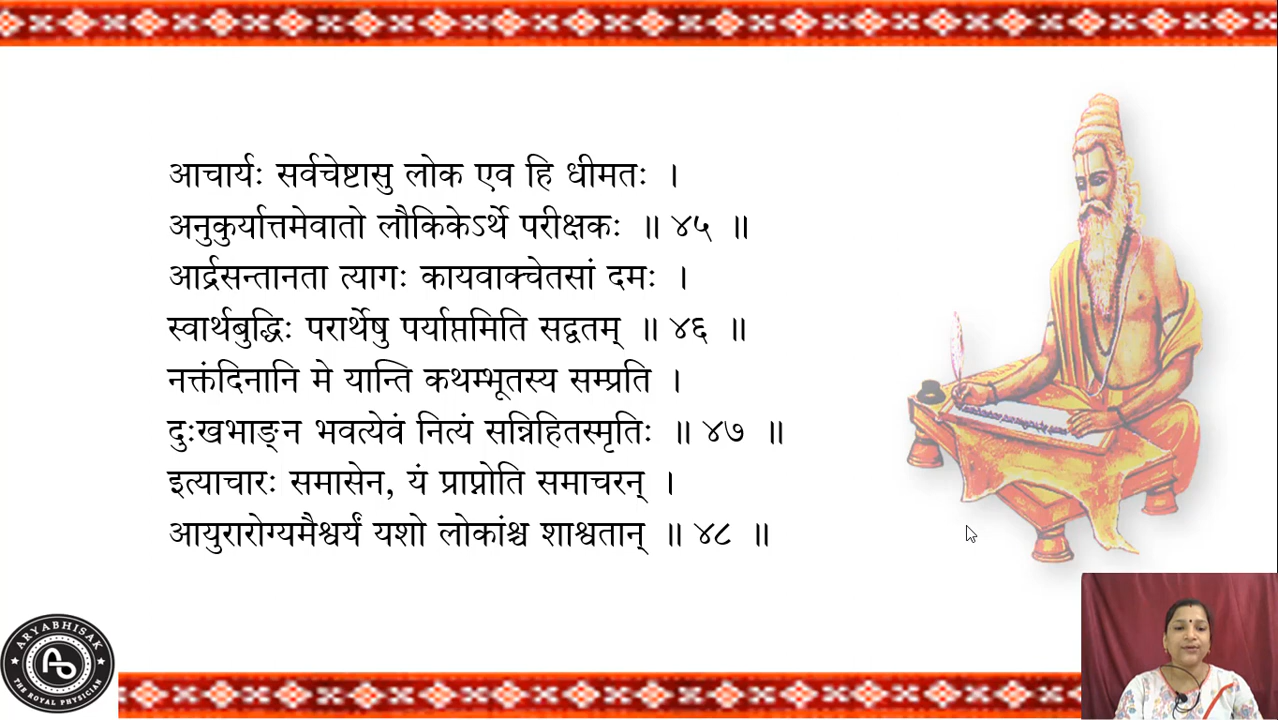 आचार्यः सर्वचेष्टासु लोक एव हि धीमतः ।
अनुकुर्यात्तमेवातो लौकिकेऽर्थे परीक्षकः ॥ ४५ ॥
आर्द्रसन्तानता त्यागः कायवाक्चेतसां दमः ।
स्वार्थबुद्धिः परार्थेषु पर्याप्तमिति सद्वतम् ॥ ४६ ॥
नक्तंदिनानि मे यान्ति कथम्भूतस्य सम्प्रति ।
दुःखभाङ्न भवत्येवं नित्यं सन्निहितस्मृतिः ॥ ४७ ॥
इत्याचारः समासेन, यं प्राप्नोति समाचरन् ।
आयुरारोग्यमैश्वर्यं यशो लोकांश्च शाश्वतान् ॥ ४८ ॥
ARYABHISAK
THE ROYAL PHYSICIAN